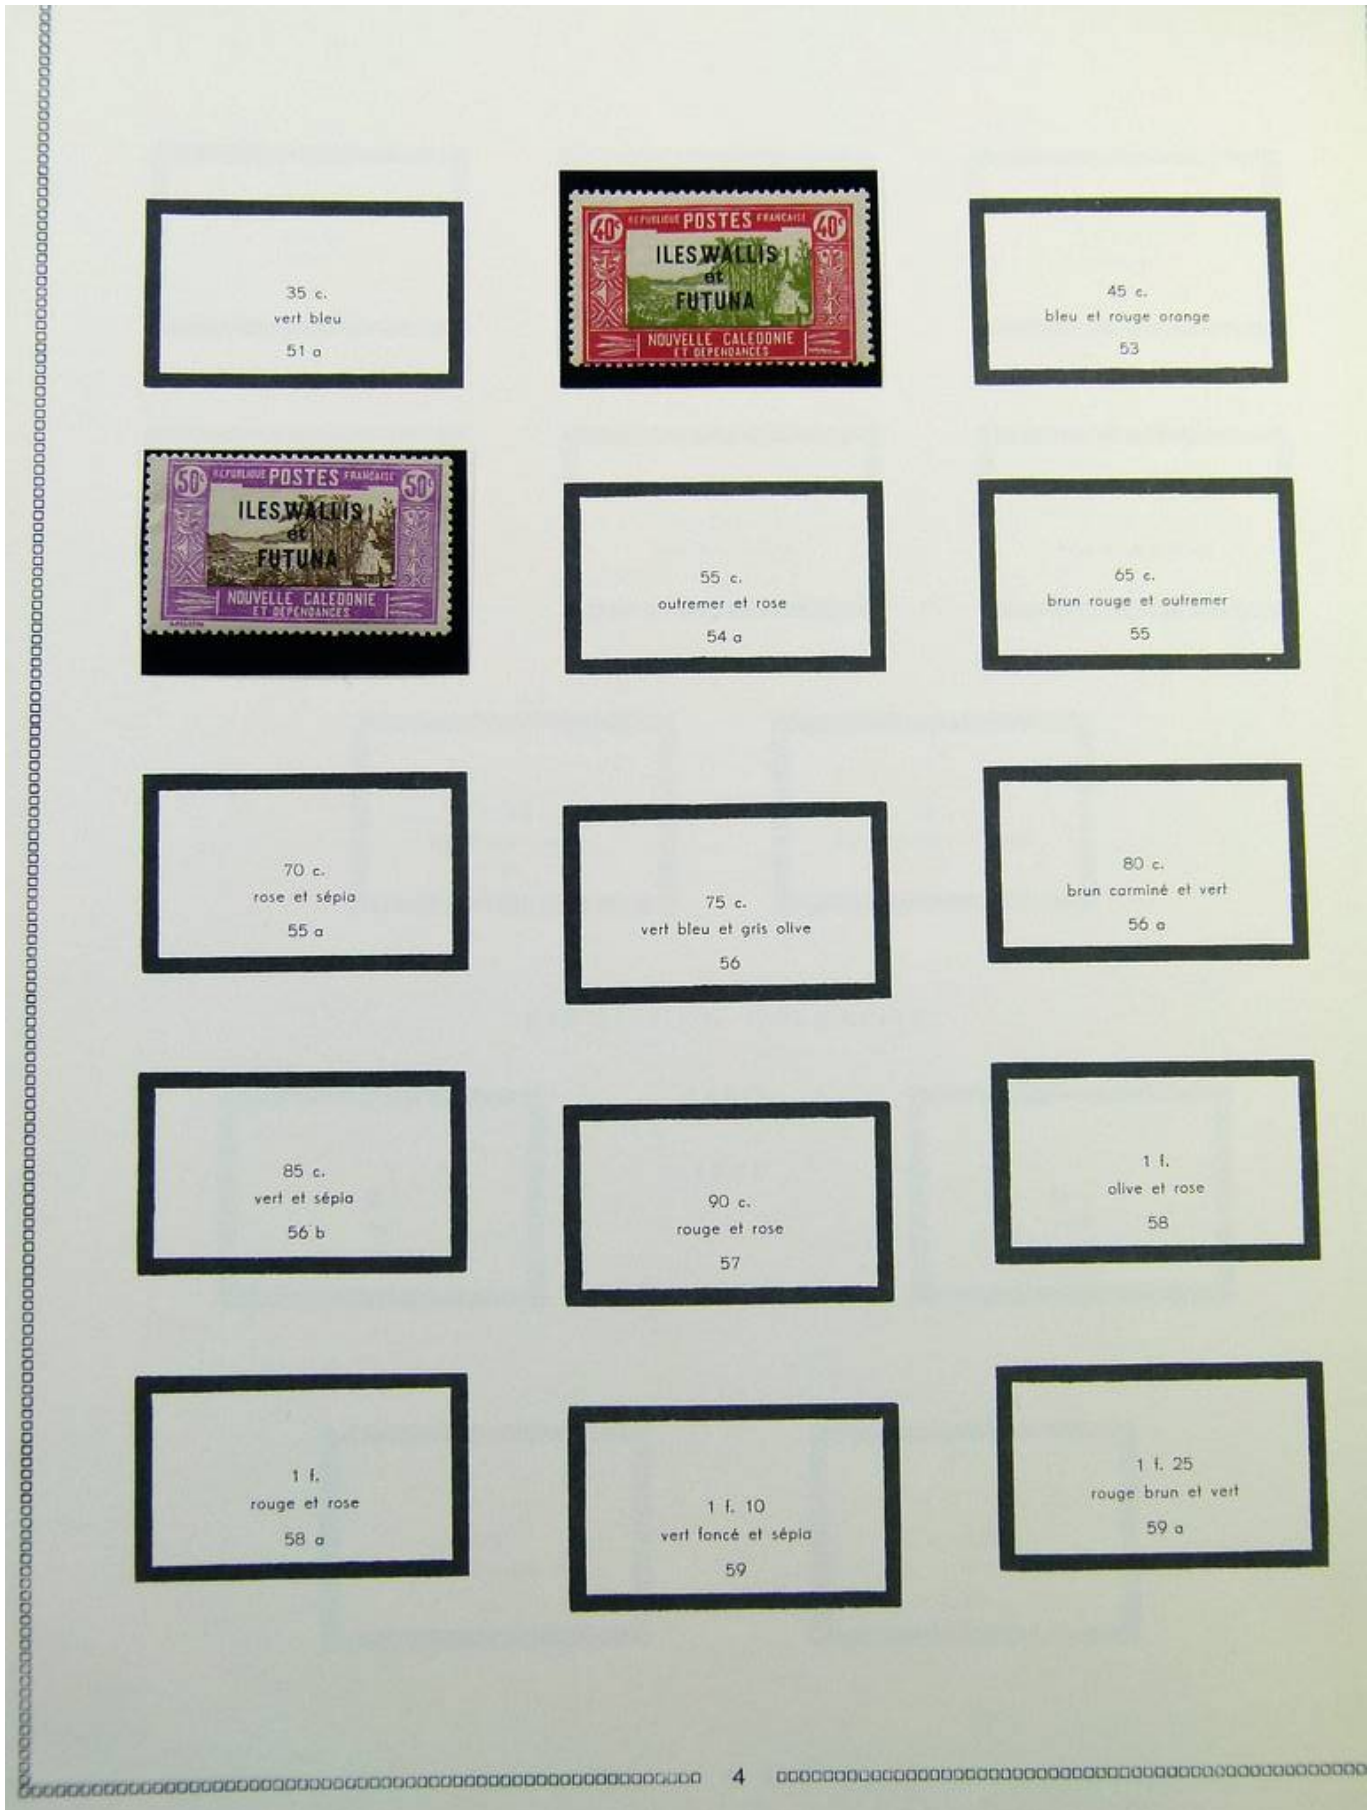 35 c.
vert bleu
51 a
40c REPUBLIQUE POSTES FRANCAISE 40c
ILES WALLIS
et
FUTUNA
NOUVELLE CALEDONIE
ET DEPENDANCES
45 c.
bleu et rouge orange
53
50c REPUBLIQUE POSTES FRANCAISE 50c
ILES WALLIS
et
FUTUNA
NOUVELLE CALEDONIE
ET DEPENDANCES
55 c.
outremer et rose
54 a
65 c.
brun rouge et outremer
55
70 c.
rose et sépia
55 a
75 c.
vert bleu et gris olive
56
80 c.
brun carminé et vert
56 a
85 c.
vert et sépia
56 b
90 c.
rouge et rose
57
1 f.
olive et rose
58
1 f.
rouge et rose
58 a
1 f. 10
vert foncé et sépia
59
1 f. 25
rouge brun et vert
59 a
4